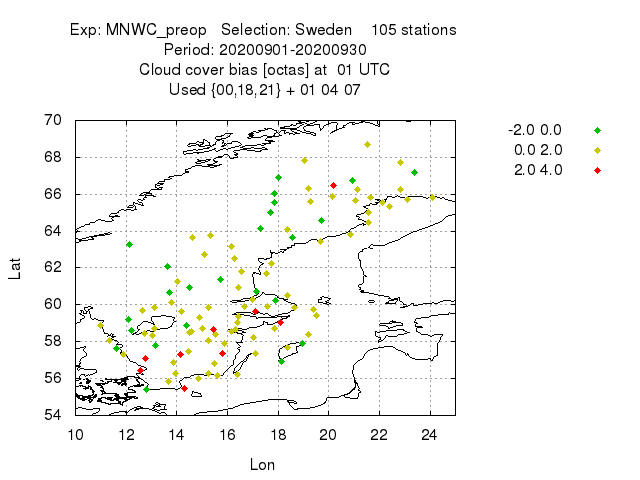 Exp: MNWC_preop   Selection: Sweden    105 stations
Period: 20200901-20200930
Cloud cover bias [octas] at  01 UTC
Used {00,18,21} + 01 04 07
-2.0 0.0
0.0 2.0
2.0 4.0
70
68
66
64
62
60
58
56
54
Lat
10 12 14 16 18 20 22 24
Lon